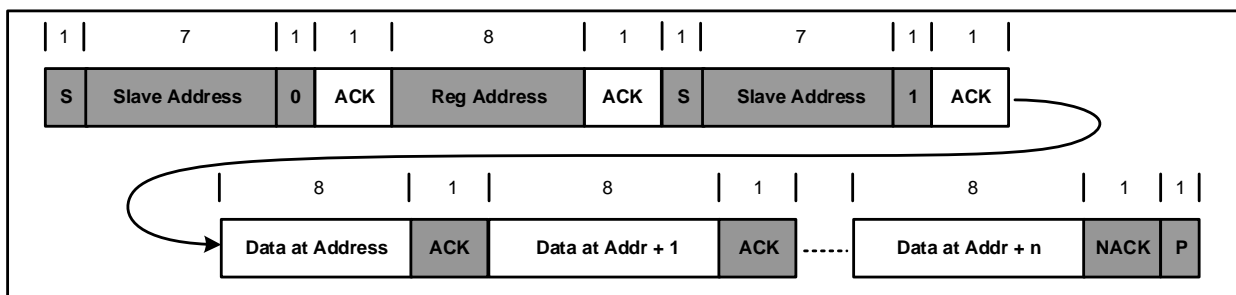 1 7 1 1 8 1 1 7 1 1
S Slave Address 0 ACK Reg Address ACK S Slave Address 1 ACK
8 1 8 1 8 1 1
Data at Address ACK Data at Addr + 1 ACK Data at Addr + n NACK P